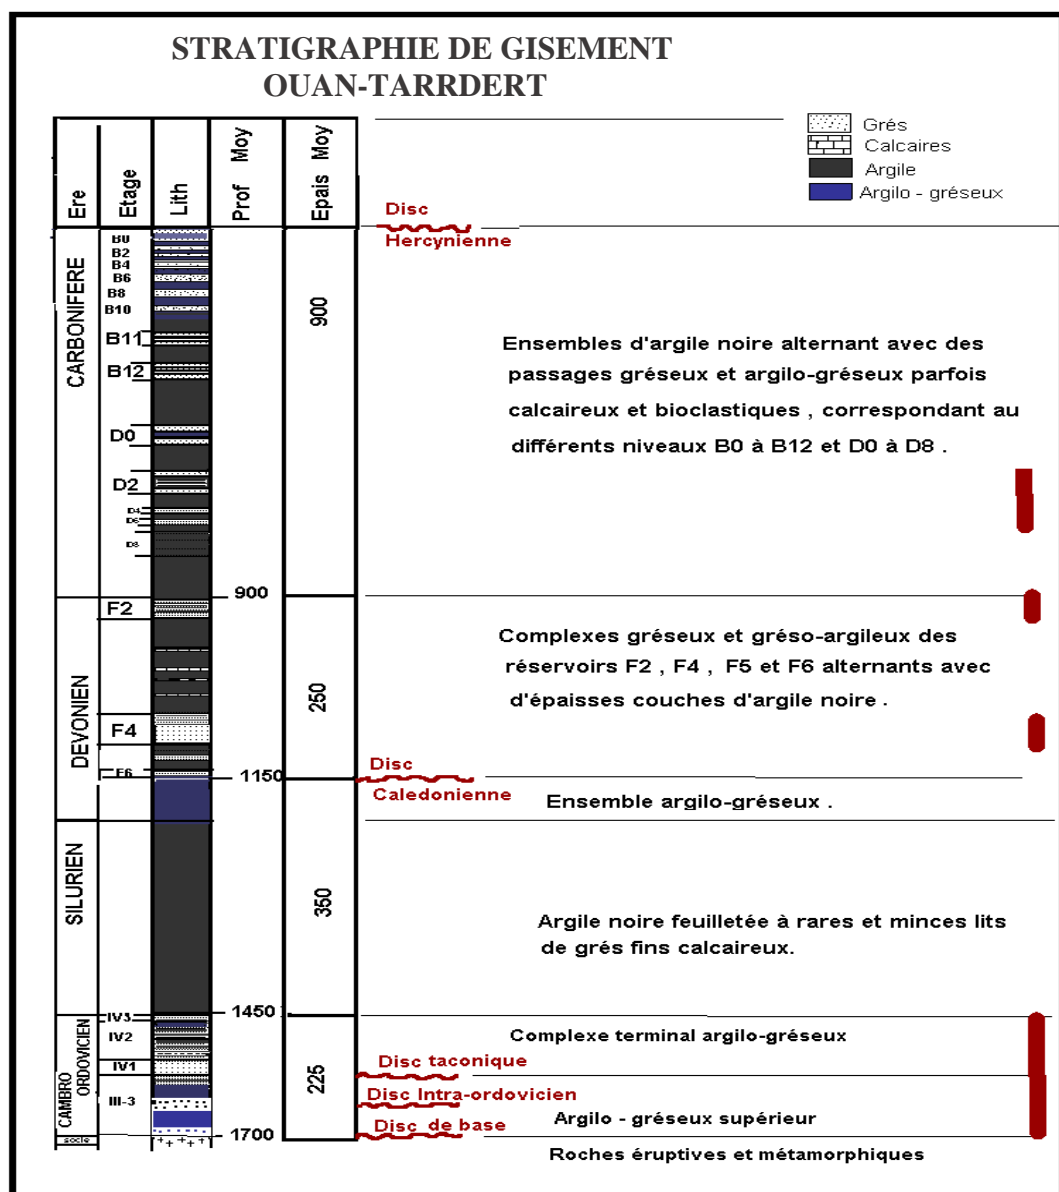 STRATIGRAPHIE DE GISEMENT
OUAN-TARRDERT
Grés
Calcaires
Argile
Argilo - gréseux
Ere
Etage
Lith
Prof Moy
Epais Moy
Disc
Hercynienne
CARBONIFERE
B0
B2
B4
B6
B8
B10
B11
B12
D0
D2
D4
D6
D8
900
Ensembles d'argile noire alternant avec des
passages gréseux et argilo-gréseux parfois
calcaireux et bioclastiques , correspondant au
différents niveaux B0 à B12 et D0 à D8 .
900
DEVONIEN
F2
F4
F6
250
Complexes gréseux et gréso-argileux des
réservoirs F2 , F4 , F5 et F6 alternants avec
d'épaisses couches d'argile noire .
1150
Disc
Caledonienne
Ensemble argilo-gréseux .
SILURIEN
350
Argile noire feuilletée à rares et minces lits
de grés fins calcaireux.
1450
CAMBRO
ORDOVICIEN
IV3
IV2
IV1
III-3
225
Complexe terminal argilo-gréseux
Disc taconique
Disc Intra-ordovicien
Argilo - gréseux supérieur
Disc de base
1700
socle
Roches éruptives et métamorphiques